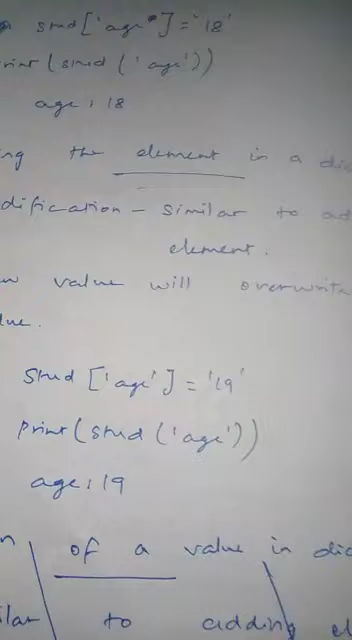 stud ['age'] = '18'
print (stud ('age'))
age : 18
the element in a
dification - similar to
element.
value will overwrite
Stud ['age'] = '19'
Print (stud ('age'))
age : 19
of a value in
to adding